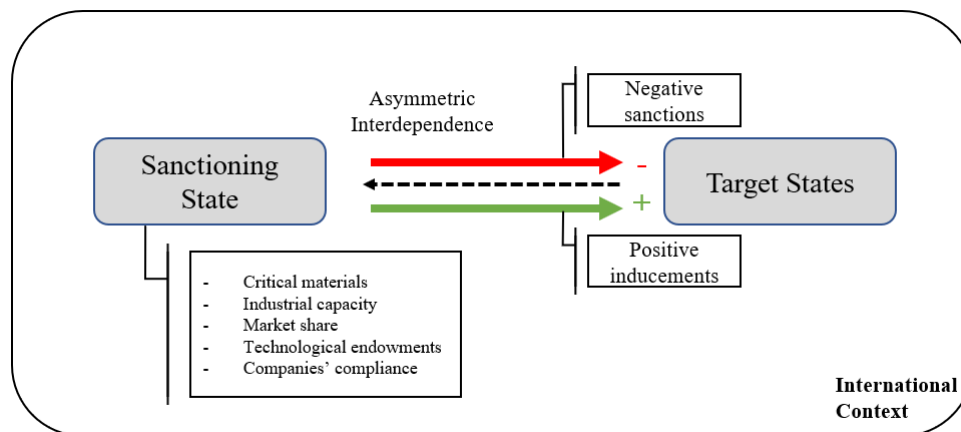 Asymmetric
Interdependence
Negative
sanctions
Sanctioning
State
-
+
Target States
Positive
inducements
- Critical materials
- Industrial capacity
- Market share
- Technological endowments
- Companies’ compliance
International
Context